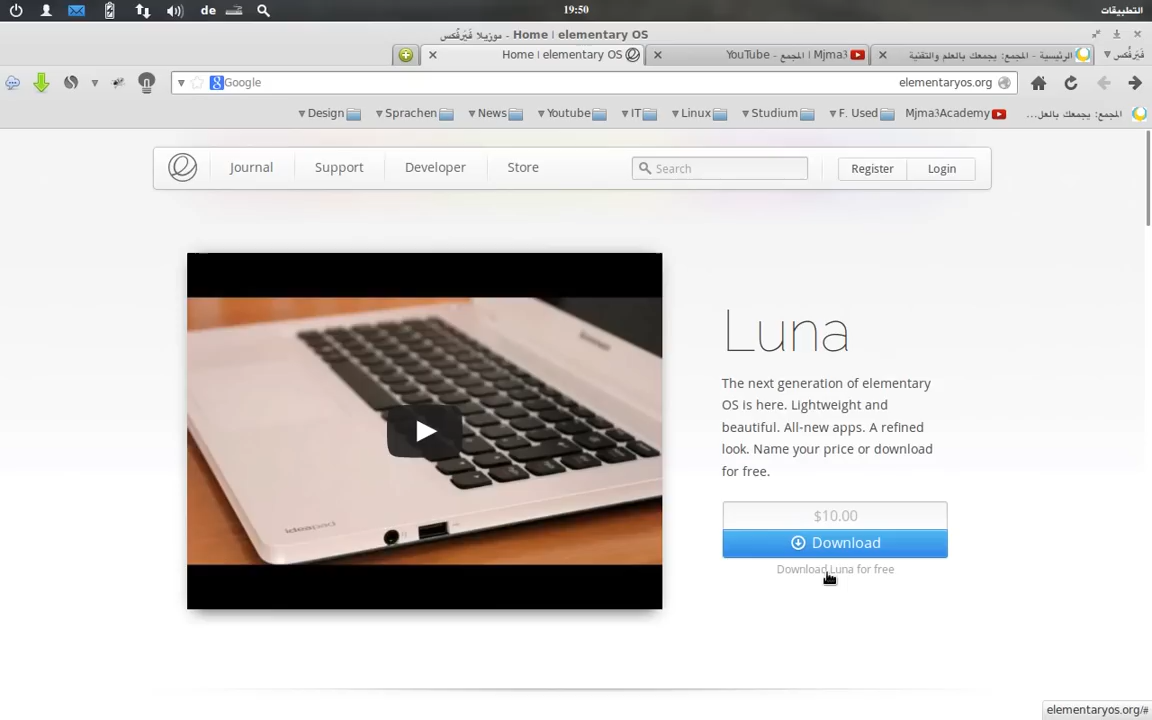 de
19:50
التطبيقات
Home | elementary OS - موزيلا فَيَرفُكس
Home | elementary OS
YouTube - المجمع | Mjma3
الرئيسية - المجمع: يجمعك بالعلم والتقنية
فَيَرفُكس
Google
elementaryos.org
Design
Sprachen
News
Youtube
IT
Linux
Studium
F. Used
Mjma3Academy
المجمع: يجمعك بالعل...
Journal
Support
Developer
Store
Search
Register
Login
ideapad
Luna
The next generation of elementary
OS is here. Lightweight and
beautiful. All-new apps. A refined
look. Name your price or download
for free.
$10.00
Download
Download Luna for free
elementaryos.org/#